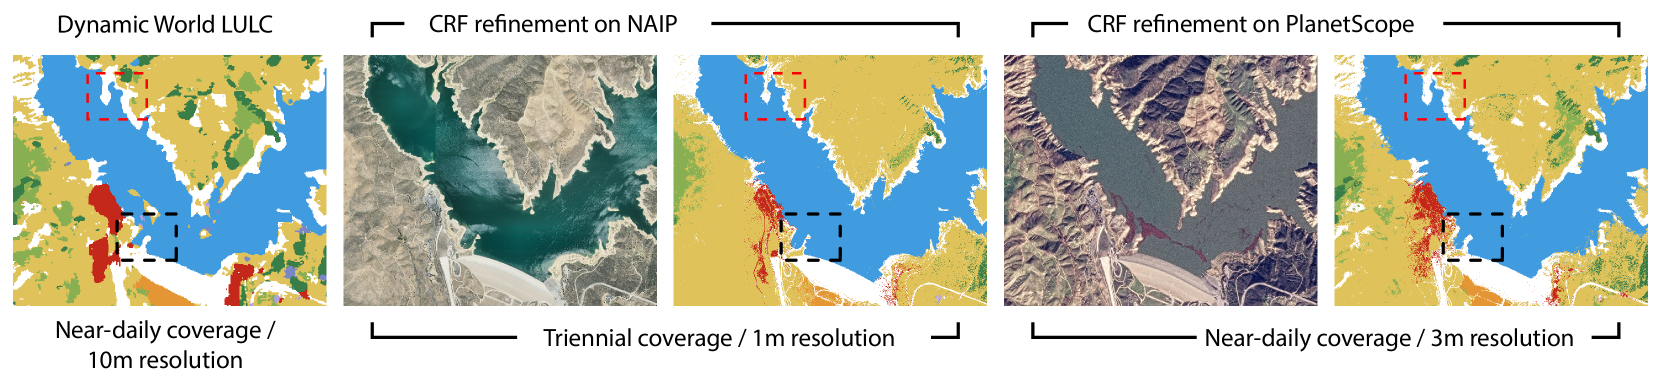 Dynamic World LULC
CRF refinement on NAIP
CRF refinement on PlanetScope
Near-daily coverage /
10m resolution
Triennial coverage / 1m resolution
Near-daily coverage / 3m resolution